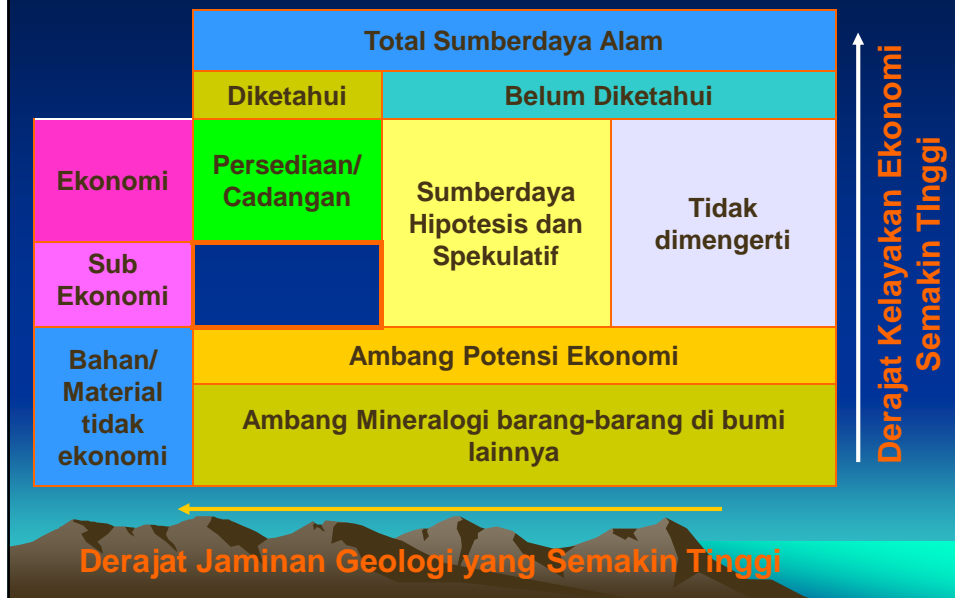 Total Sumberdaya Alam
Diketahui
Belum Diketahui
Ekonomi
Persediaan/
Cadangan
Sumberdaya
Hipotesis dan
Spekulatif
Tidak
dimengerti
Sub
Ekonomi
Bahan/
Material
tidak
ekonomi
Ambang Potensi Ekonomi
Ambang Mineralogi barang-barang di bumi
lainnya
Derajat Kelayakan Ekonomi
Semakin TInggi
Derajat Jaminan Geologi yang Semakin Tinggi